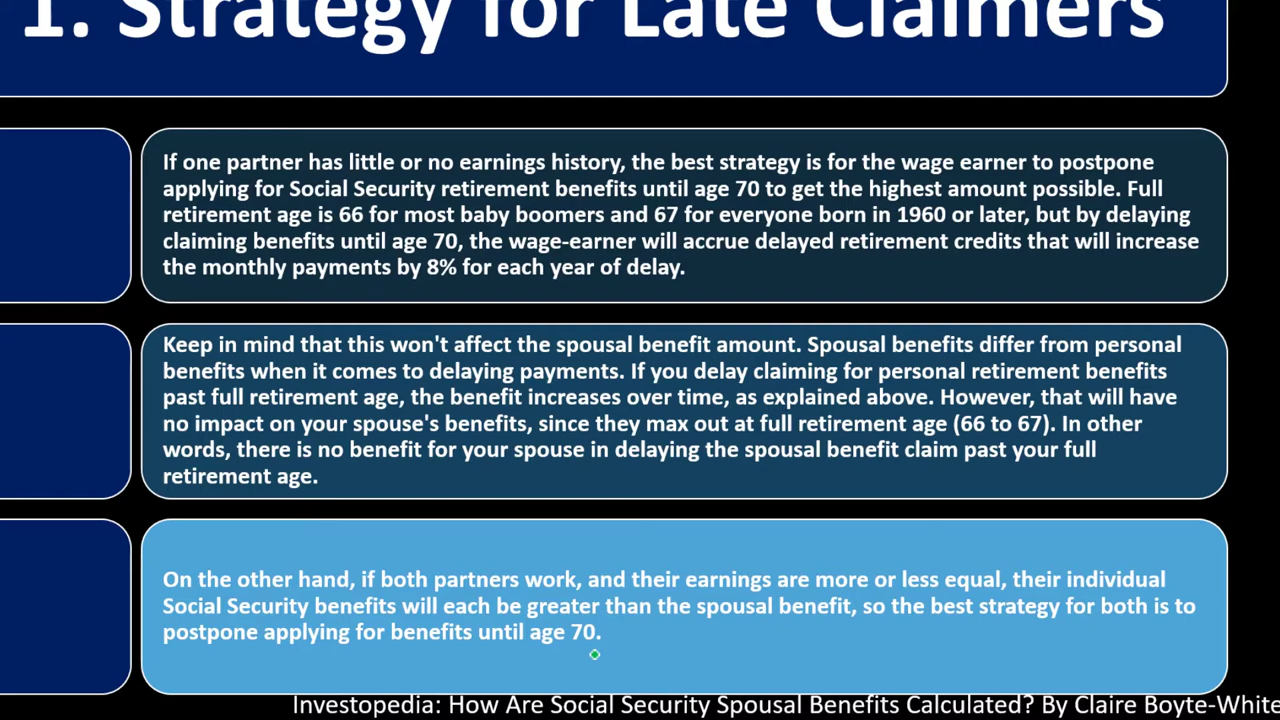 1. Strategy for Late Claimers
If one partner has little or no earnings history, the best strategy is for the wage earner to postpone
applying for Social Security retirement benefits until age 70 to get the highest amount possible. Full
retirement age is 66 for most baby boomers and 67 for everyone born in 1960 or later, but by delaying
claiming benefits until age 70, the wage-earner will accrue delayed retirement credits that will increase
the monthly payments by 8% for each year of delay.
Keep in mind that this won't affect the spousal benefit amount. Spousal benefits differ from personal
benefits when it comes to delaying payments. If you delay claiming for personal retirement benefits
past full retirement age, the benefit increases over time, as explained above. However, that will have
no impact on your spouse's benefits, since they max out at full retirement age (66 to 67). In other
words, there is no benefit for your spouse in delaying the spousal benefit claim past your full
retirement age.
On the other hand, if both partners work, and their earnings are more or less equal, their individual
Social Security benefits will each be greater than the spousal benefit, so the best strategy for both is to
postpone applying for benefits until age 70.
Investopedia: How Are Social Security Spousal Benefits Calculated? By Claire Boyte-White